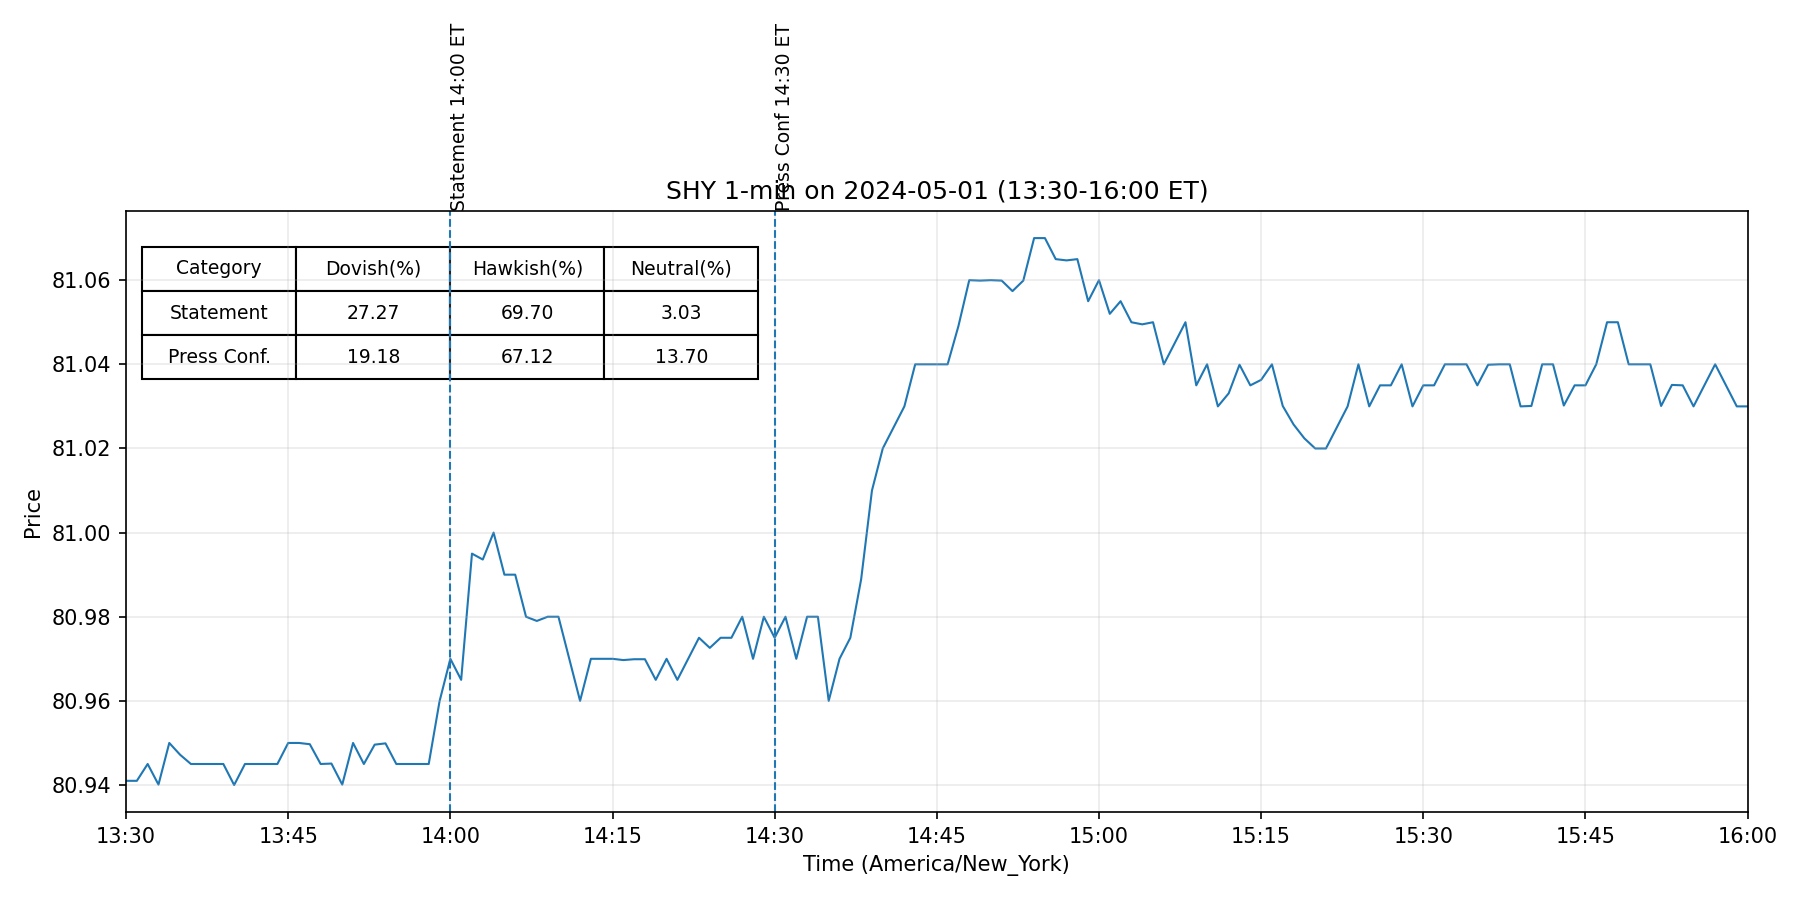 Statement 14:00 ET
Press Conf 14:30 ET
SHY 1-min on 2024-05-01 (13:30-16:00 ET)
Category Dovish(%) Hawkish(%) Neutral(%)
Statement 27.27 69.70 3.03
Press Conf. 19.18 67.12 13.70
81.06
81.04
81.02
81.00
80.98
80.96
80.94
Price
13:30 13:45 14:00 14:15 14:30 14:45 15:00 15:15 15:30 15:45 16:00
Time (America/New_York)